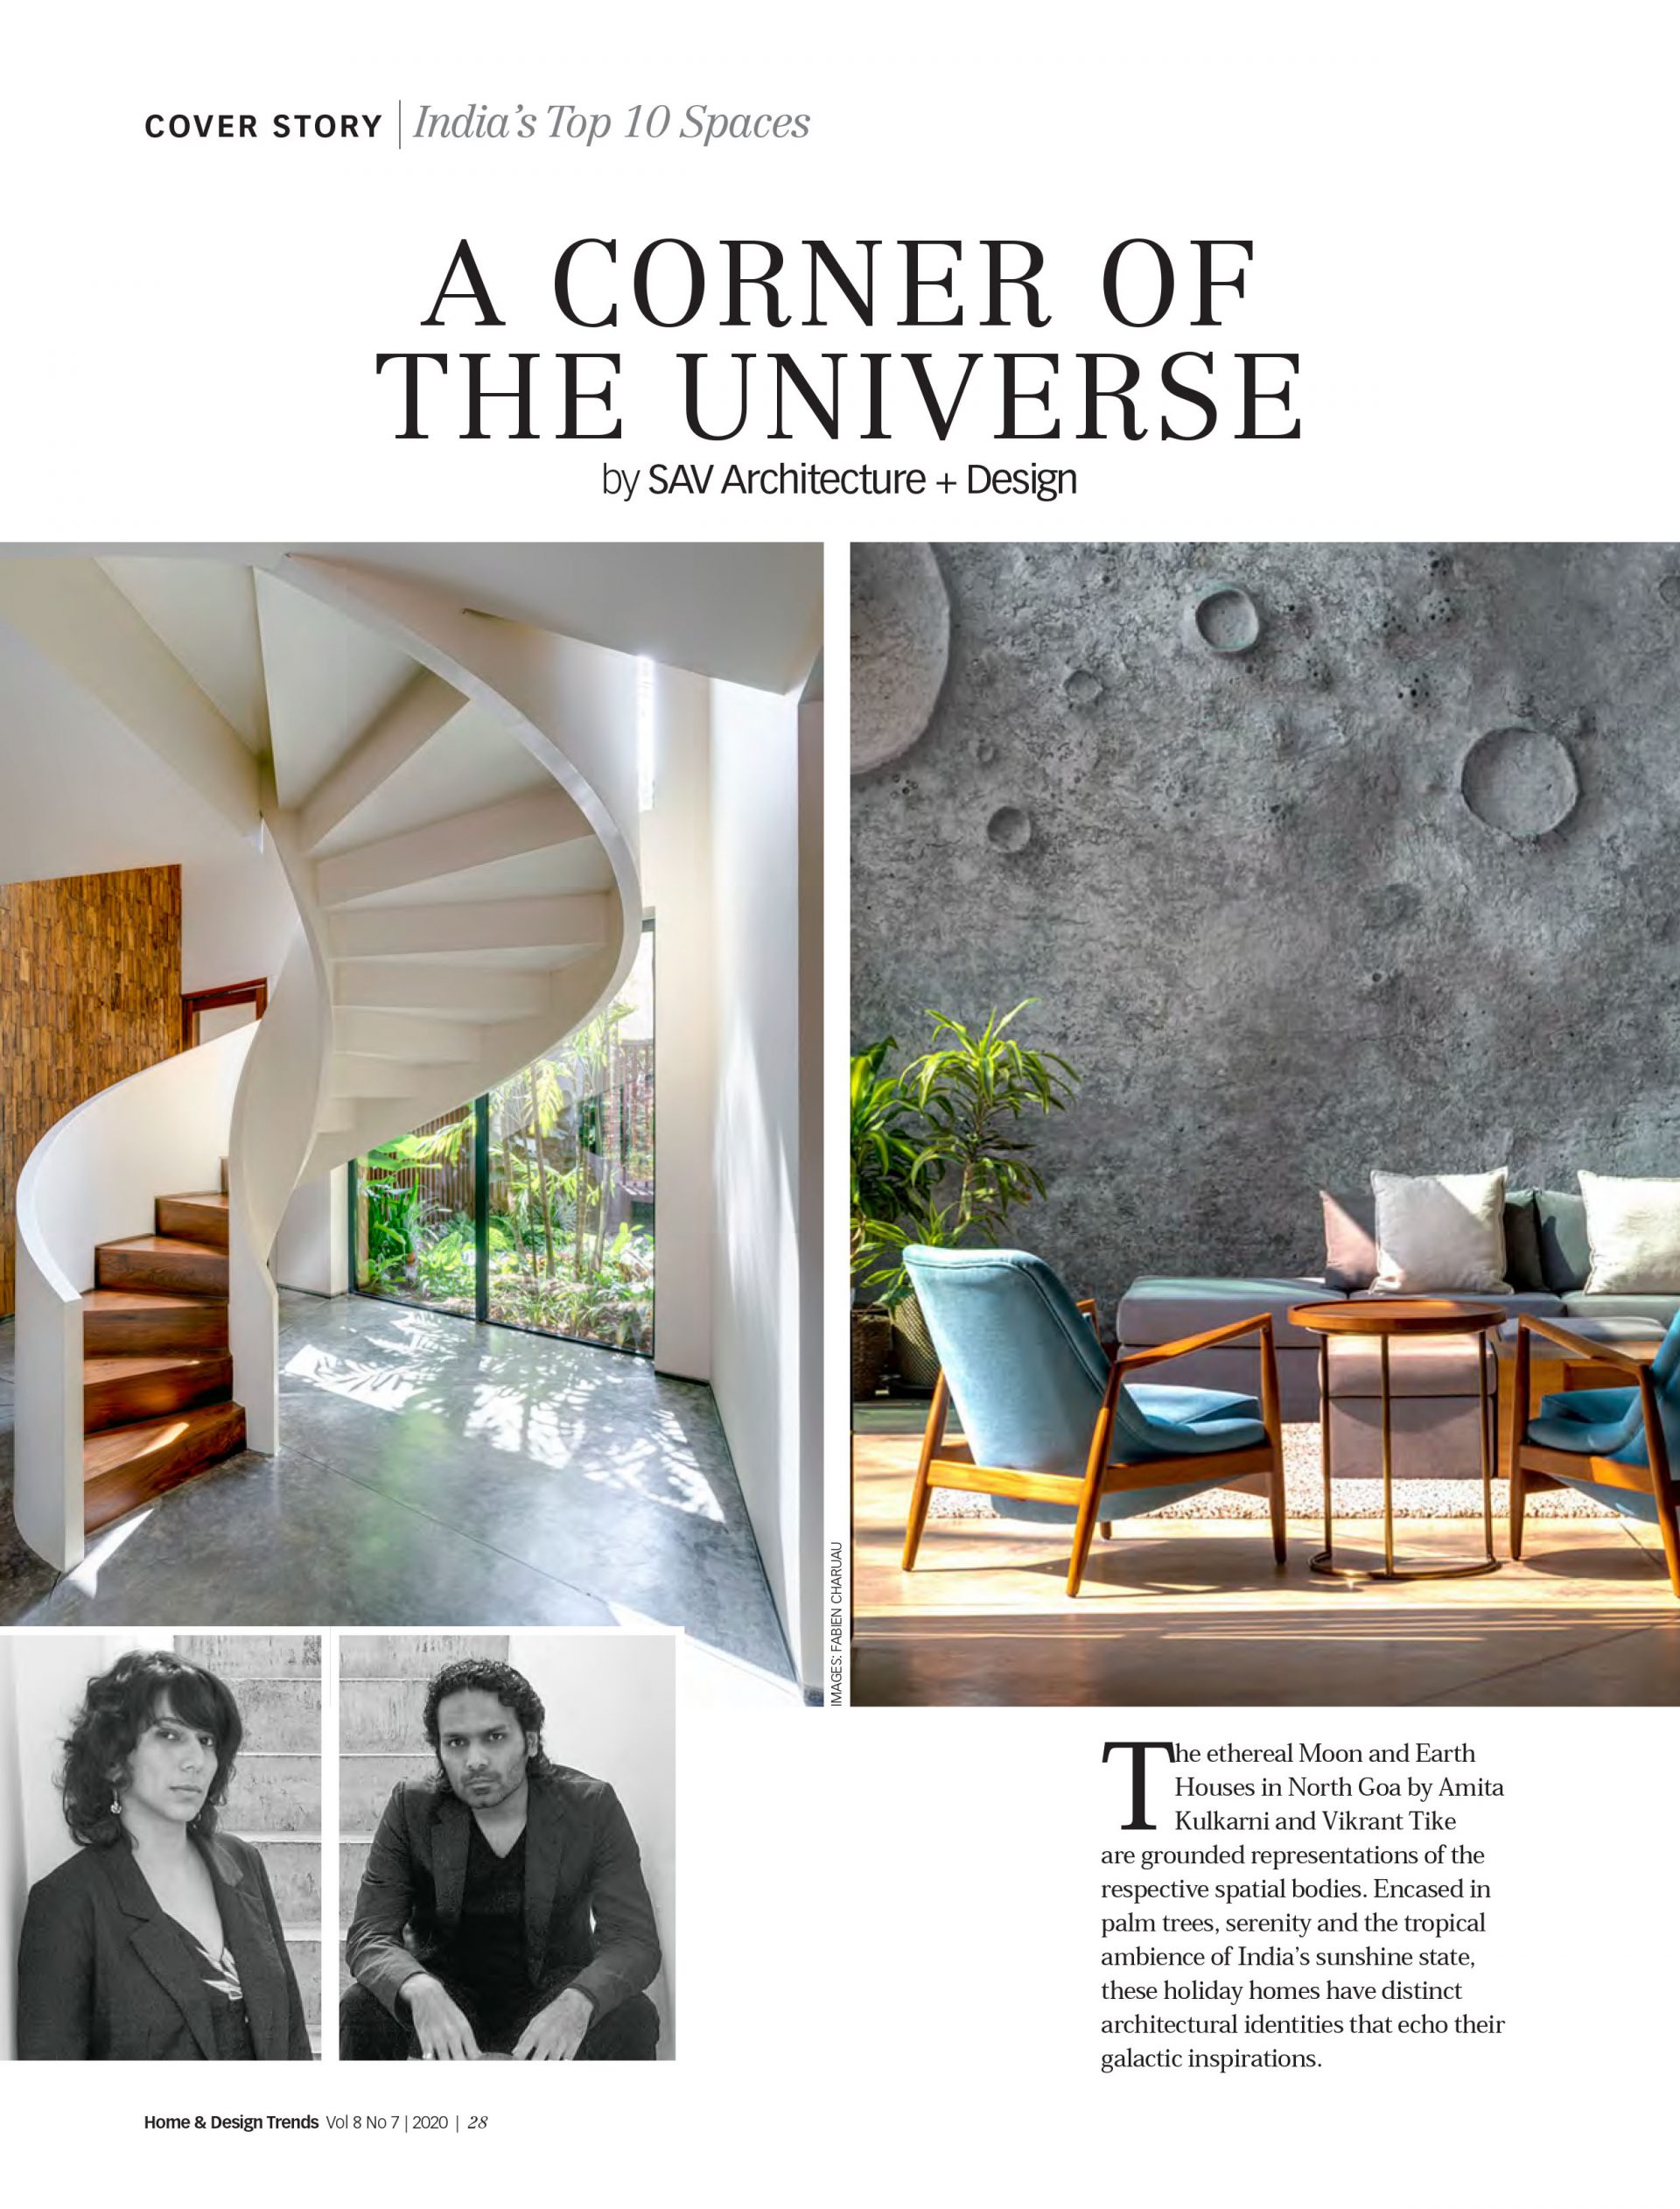 COVER STORY | India's Top 10 Spaces
A CORNER OF
THE UNIVERSE
by SAV Architecture + Design
IMAGES: FABIEN CHARUAU
The ethereal Moon and Earth
Houses in North Goa by Amita
Kulkarni and Vikrant Tike
are grounded representations of the
respective spatial bodies. Encased in
palm trees, serenity and the tropical
ambience of India's sunshine state,
these holiday homes have distinct
architectural identities that echo their
galactic inspirations.
Home & Design Trends Vol 8 No 7 | 2020 | 28